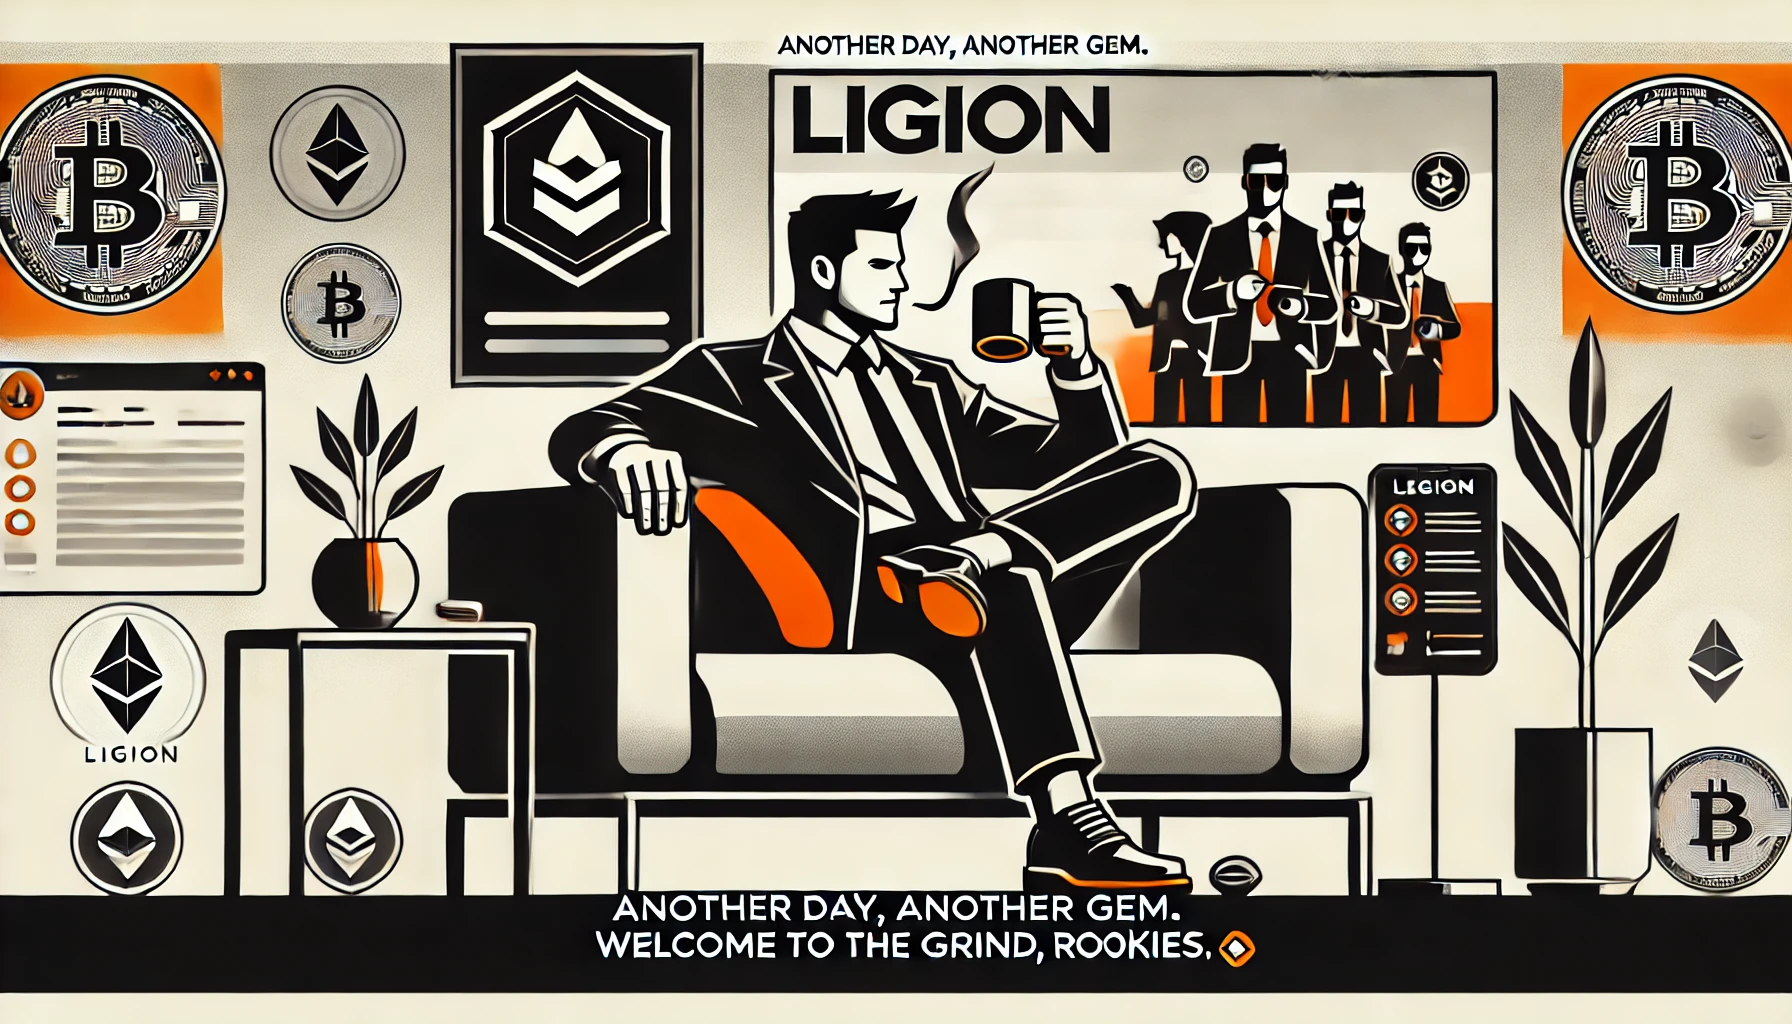 ANOTHER DAY, ANOTHER GEM.
LIGION
LEGION
LIGION
ANOTHER DAY, ANOTHER GEM.
WELCOME TO THE GRIND, ROOKIES.